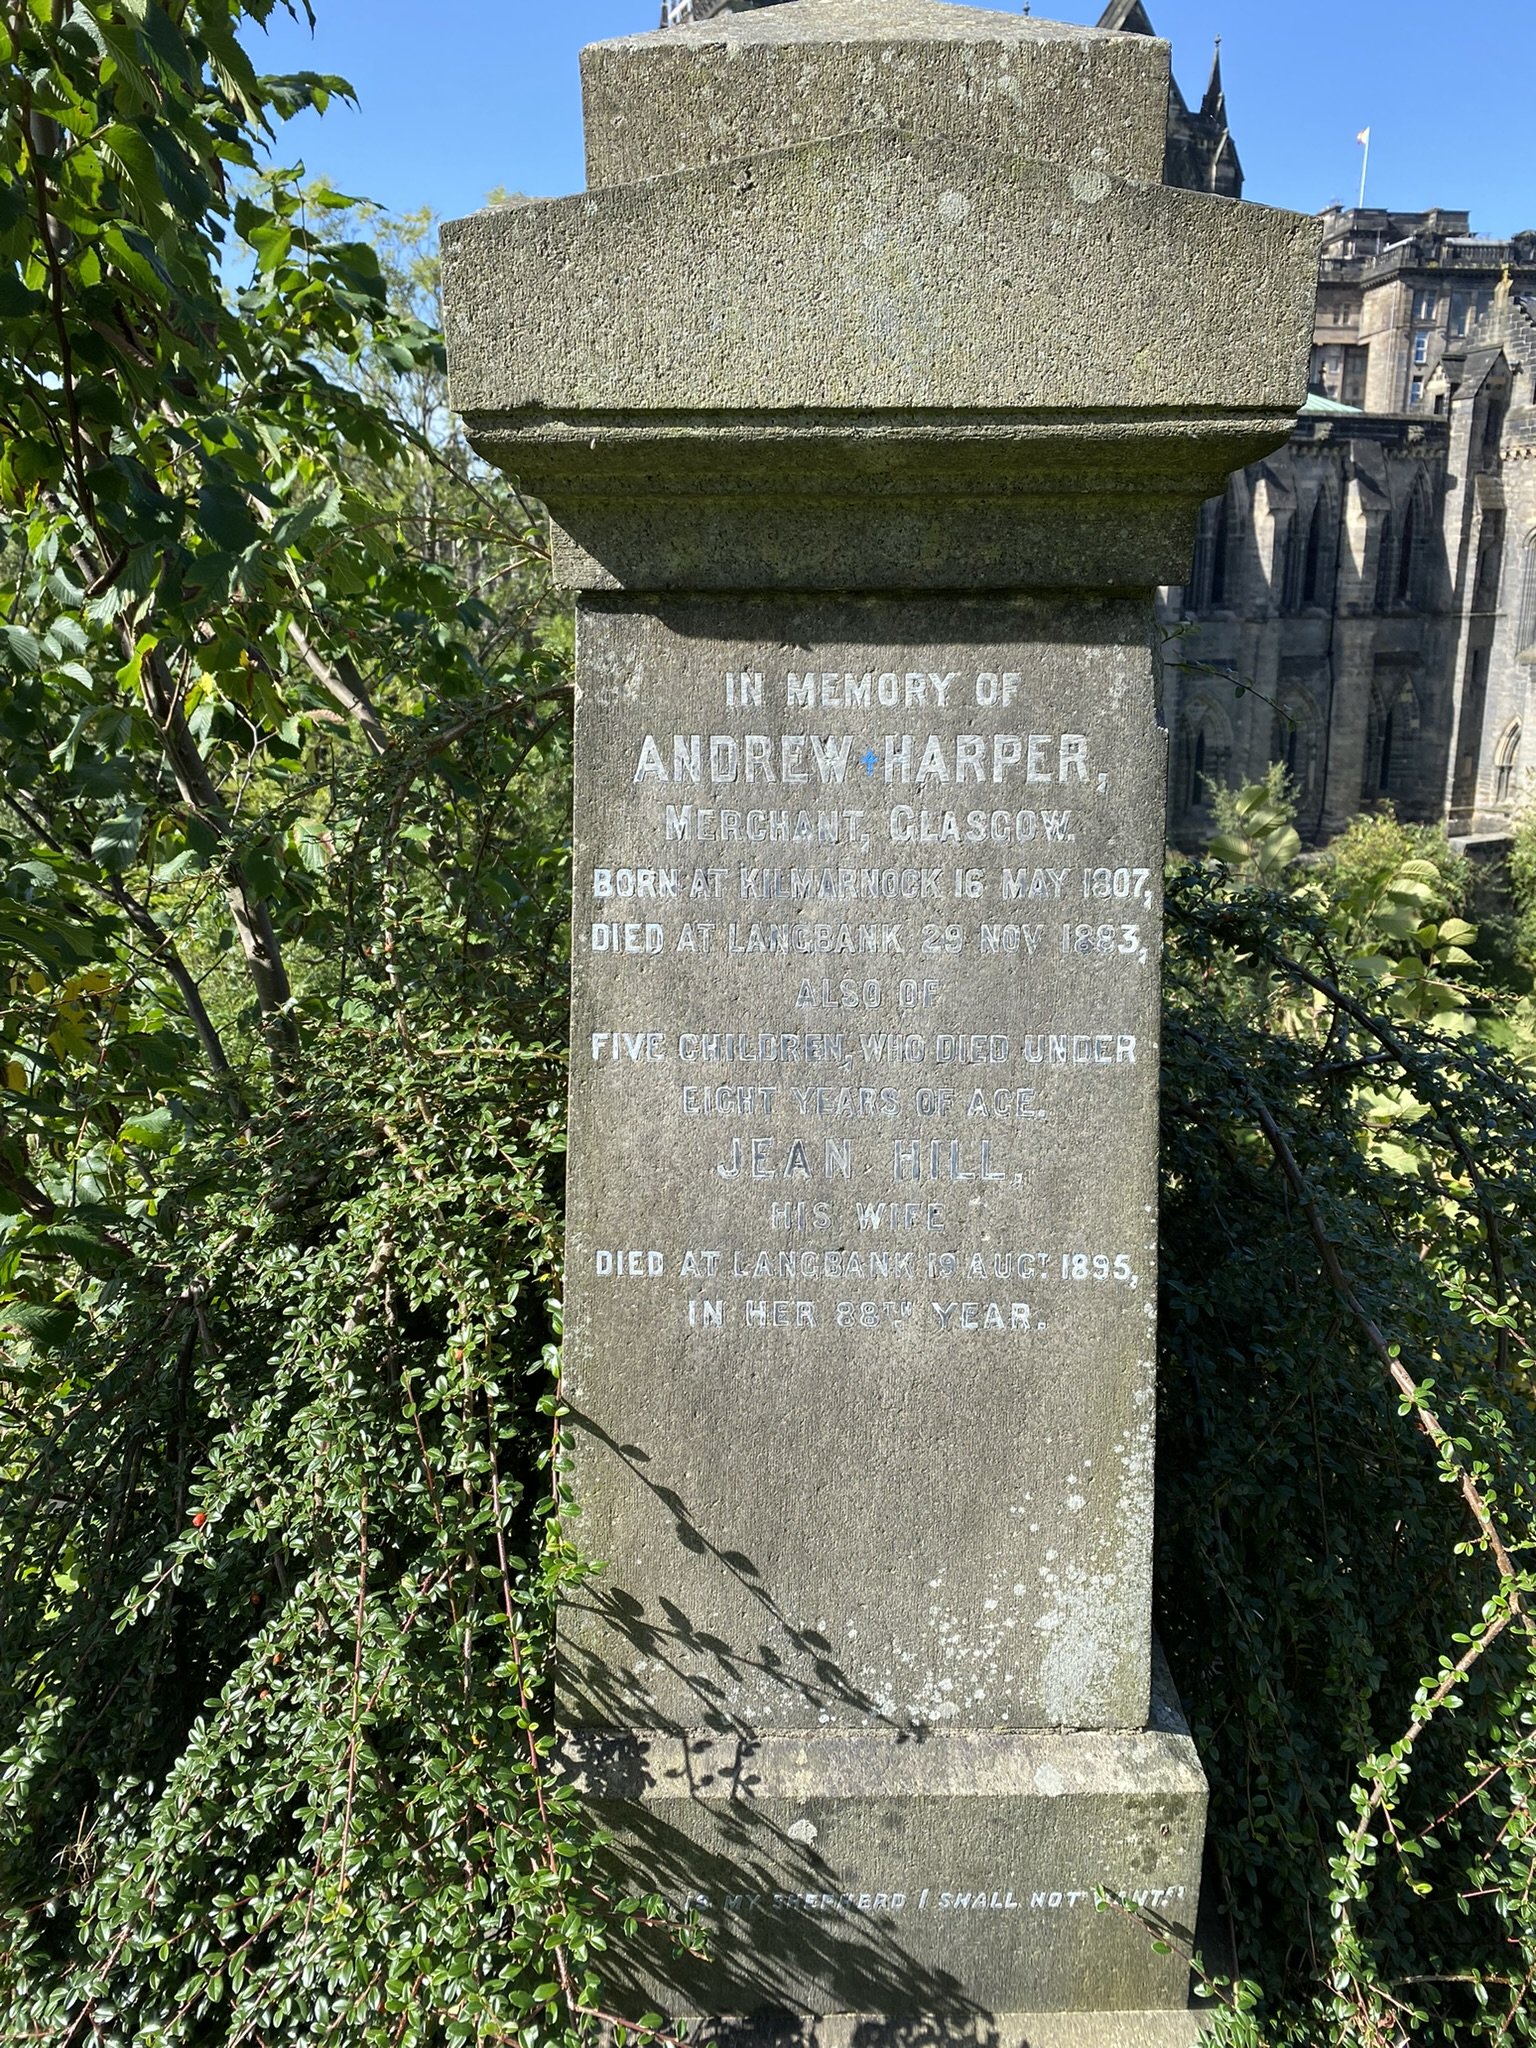 IN MEMORY OF
ANDREW HARPER,
MERCHANT, GLASGOW.
BORN AT KILMARNOCK 16 MAY 1807,
DIED AT LANGBANK 29 NOV 1883,
ALSO OF
FIVE CHILDREN, WHO DIED UNDER
EIGHT YEARS OF AGE.
JEAN HILL,
HIS WIFE
DIED AT LANGBANK 19 AUGT. 1895,
IN HER 88TH YEAR.
IS MY SHEPHERD I SHALL NOT WANT."